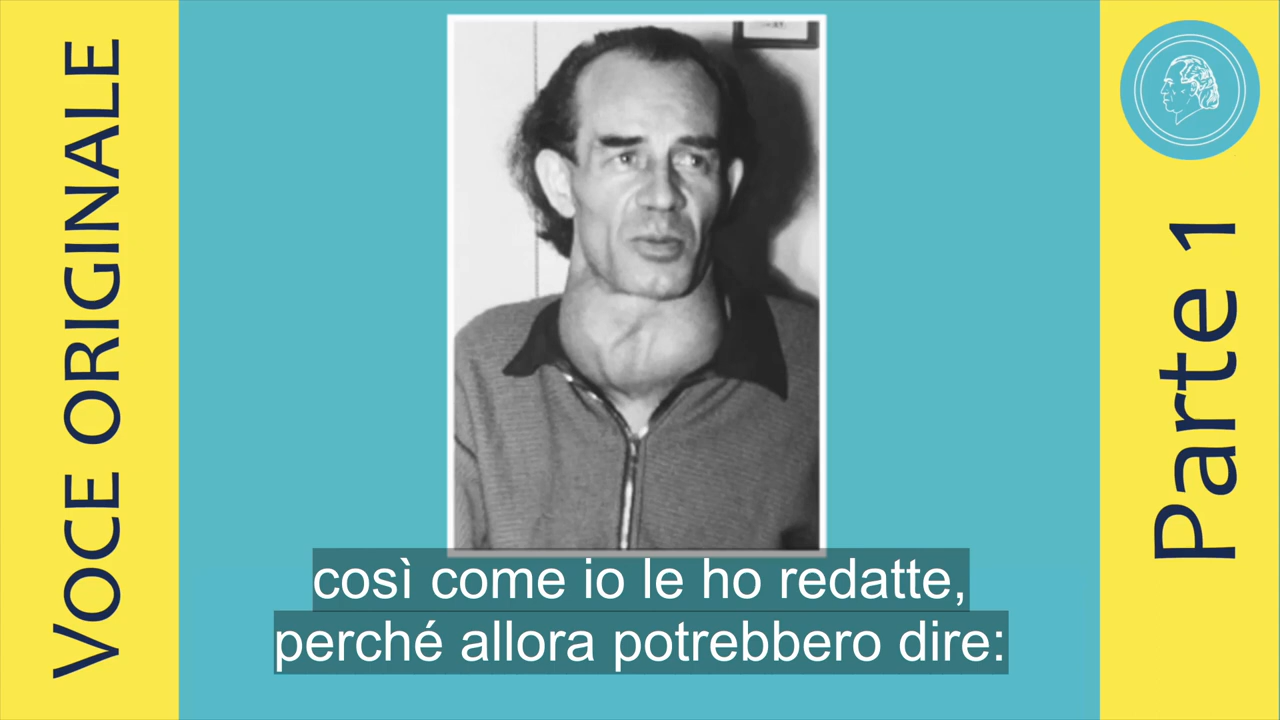 VOCE ORIGINALE
Parte 1
così come io le ho redatte,
perché allora potrebbero dire: